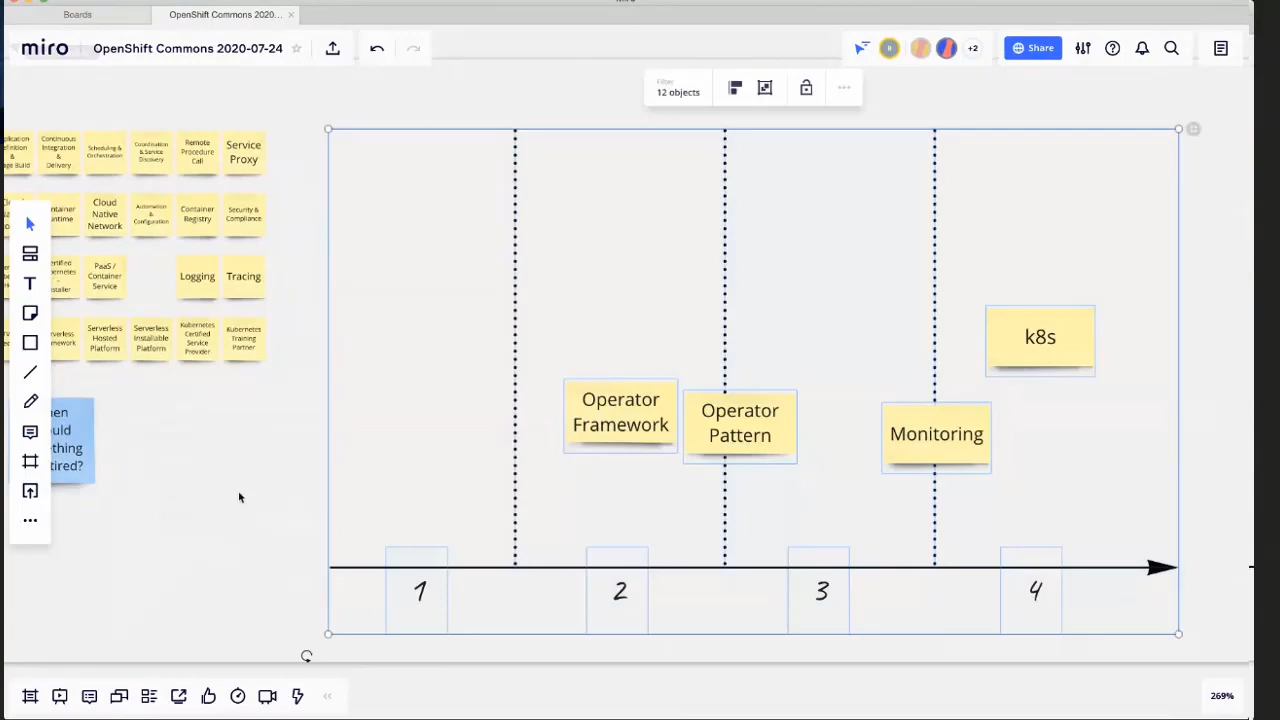 Boards
OpenShift Commons 2020...
miro
OpenShift Commons 2020-07-24
+2
Share
Filter
12 objects
Continuous
Integration
&
Delivery
Scheduling &
Orchestration
Coordination
& Service
Discovery
Remote
Procedure
Call
Service
Proxy
Cloud
Native
Network
Automation
&
Configuration
Container
Registry
Security &
Compliance
PaaS /
Container
Service
Logging
Tracing
Serverless
Hosted
Platform
Serverless
Installable
Platform
Kubernetes
Certified
Service
Provider
Kubernetes
Training
Partner
T
k8s
Operator
Framework
Operator
Pattern
Monitoring
1
2
3
4
269%